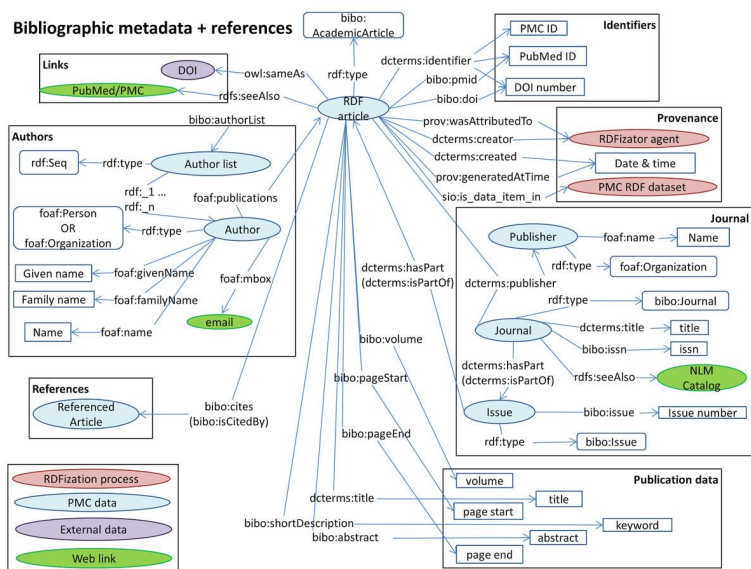 Bibliographic metadata + references
bibo:
AcademicArticle
rdf:type
RDF
article
Links
DOI
PubMed/PMC
owl:sameAs
rdfs:seeAlso
Identifiers
PMC ID
PubMed ID
DOI number
dcterms:identifier
bibo:pmid
bibo:doi
Provenance
RDFizator agent
Date & time
PMC RDF dataset
prov:wasAttributedTo
dcterms:creator
dcterms:created
prov:generatedAtTime
sio:is_data_item_in
bibo:authorList
Authors
rdf:Seq
rdf:type
Author list
rdf:_1 ...
rdf:_n
foaf:publications
foaf:Person
OR
foaf:Organization
rdf:type
Author
Given name
foaf:givenName
Family name
foaf:familyName
Name
foaf:name
foaf:mbox
email
Journal
Publisher
foaf:name
Name
rdf:type
foaf:Organization
dcterms:publisher
rdf:type
bibo:Journal
Journal
dcterms:title
title
bibo:issn
issn
rdfs:seeAlso
NLM
Catalog
dcterms:hasPart
(dcterms:isPartOf)
Issue
bibo:issue
Issue number
rdf:type
bibo:Issue
dcterms:hasPart
(dcterms:isPartOf)
bibo:volume
bibo:pageStart
bibo:pageEnd
References
Referenced
Article
bibo:cites
(bibo:isCitedBy)
RDFization process
PMC data
External data
Web link
Publication data
volume
dcterms:title
title
page start
bibo:shortDescription
keyword
bibo:abstract
abstract
page end